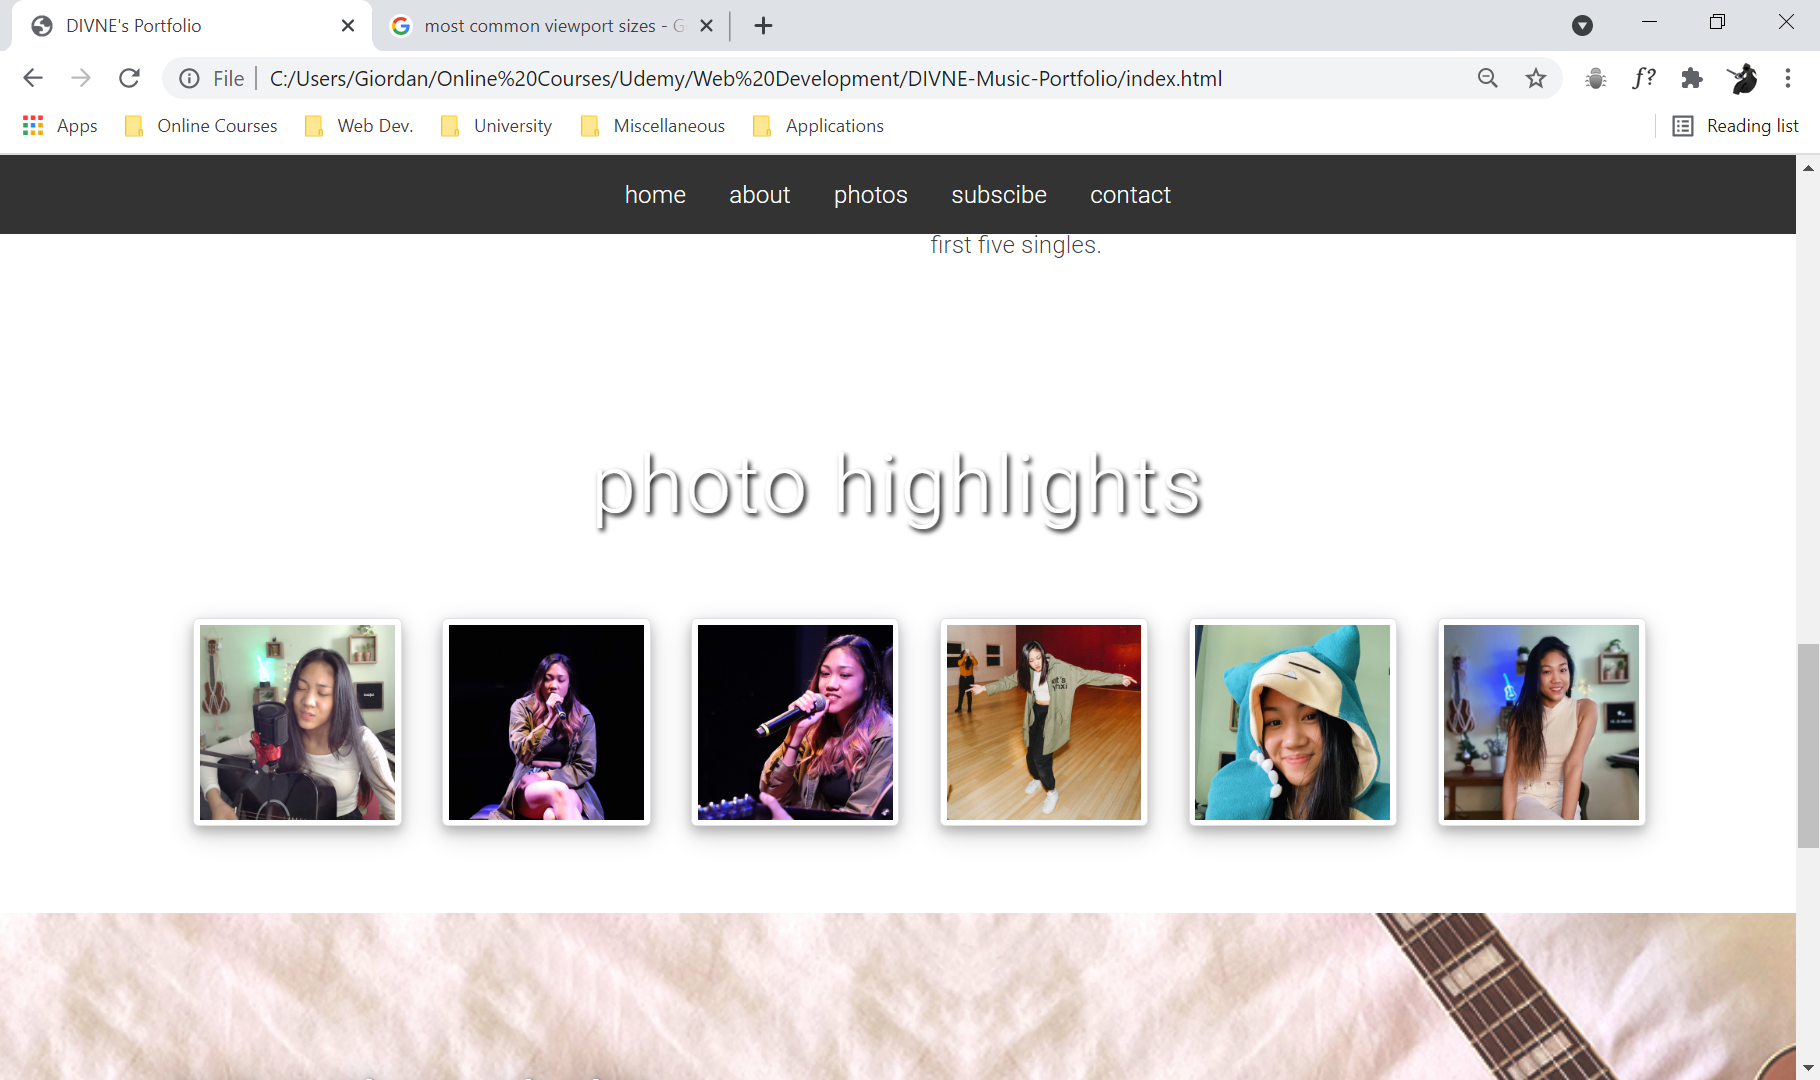 DIVNE's Portfolio
most common viewport sizes - G
File
C:/Users/Giordan/Online%20Courses/Udemy/Web%20Development/DIVNE-Music-Portfolio/index.html
f?
Apps
Online Courses
Web Dev.
University
Miscellaneous
Applications
Reading list
home
about
photos
subscibe
contact
first five singles.
photo highlights